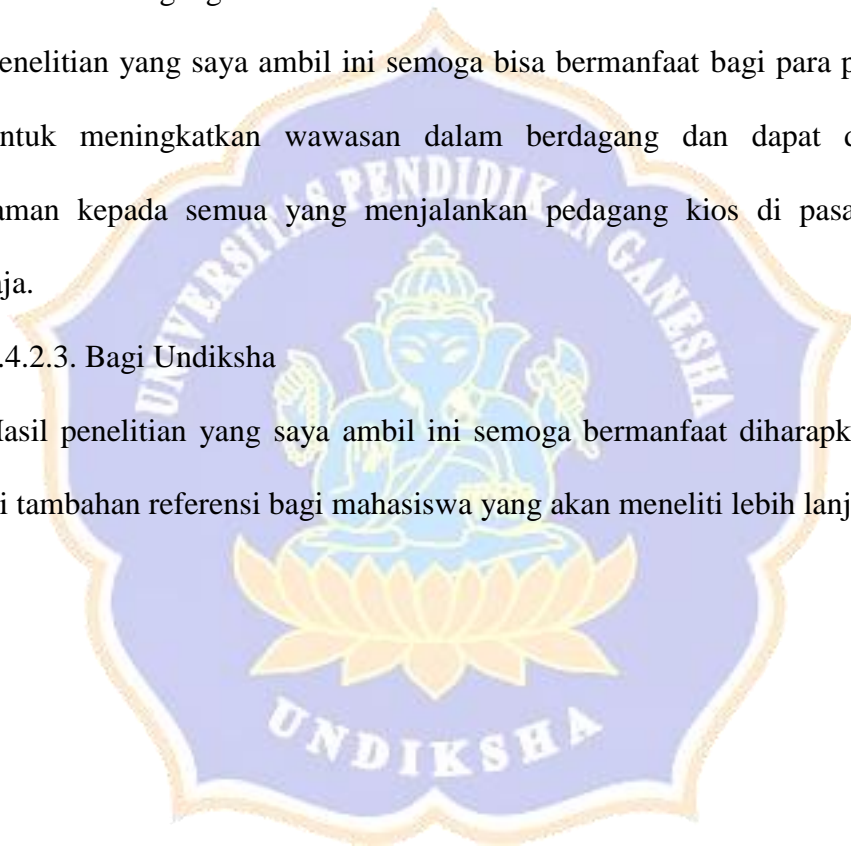 enelitian yang saya ambil ini semoga bisa bermanfaat bagi para p
ntuk meningkatkan wawasan dalam berdagang dan dapat
aman kepada semua yang menjalankan pedagang kios di pasa
ja.
.4.2.3. Bagi Undiksha
asil penelitian yang saya ambil ini semoga bermanfaat diharapk
i tambahan referensi bagi mahasiswa yang akan meneliti lebih lanj
UNIVERSITAS PENDIDIKAN GANESHA
UNDIKSHA